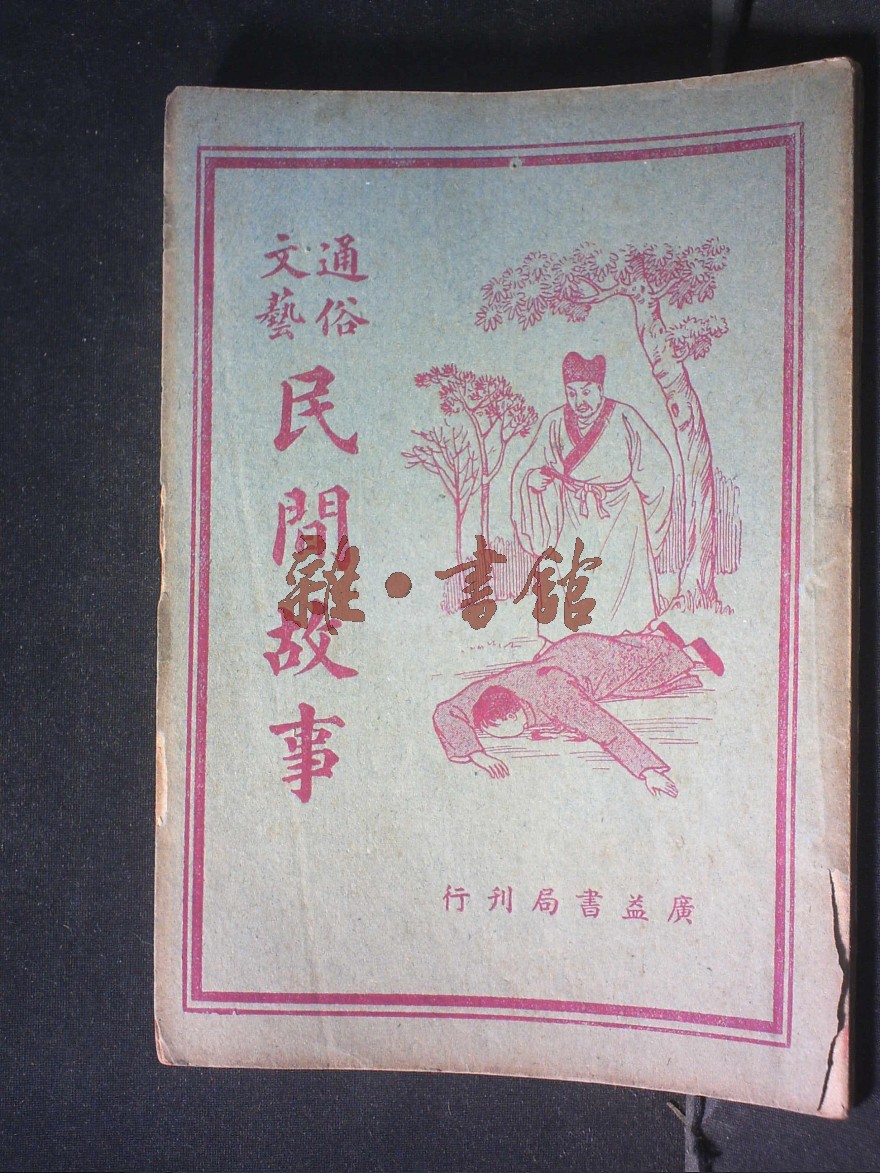 通俗
文藝
民間故事
廣益書局刊行
雜·書館